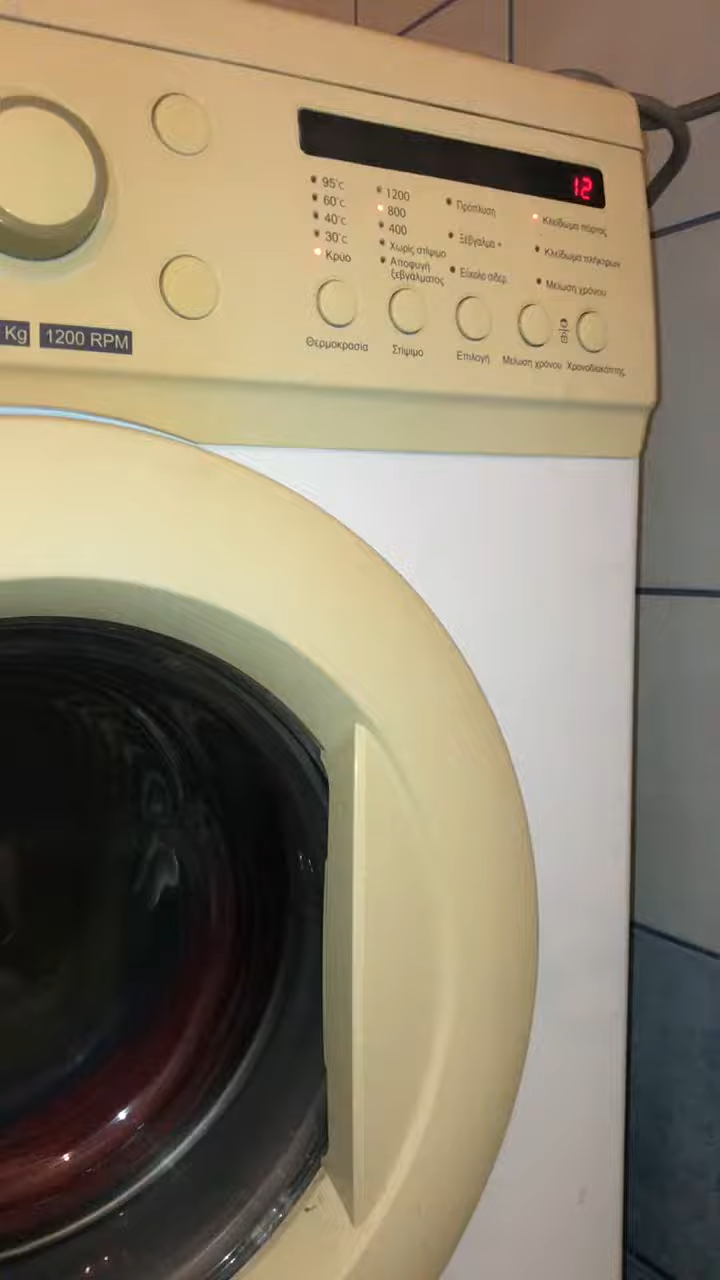 12
95°c
60°c
40°c
30°c
Κρύο
1200
800
400
Χωρίς στίψιμο
Αποφυγή
ξεβγάλματος
Πρόπλυση
Ξέβγαλμα +
Εύκολο σίδερ.
Κλείδωμα πόρτας
Κλείδωμα πλήκτρων
Μείωση χρόνου
Θερμοκρασία
Στίψιμο
Επιλογή
Μείωση χρόνου
Χρονοδιακόπτης
Kg
1200 RPM